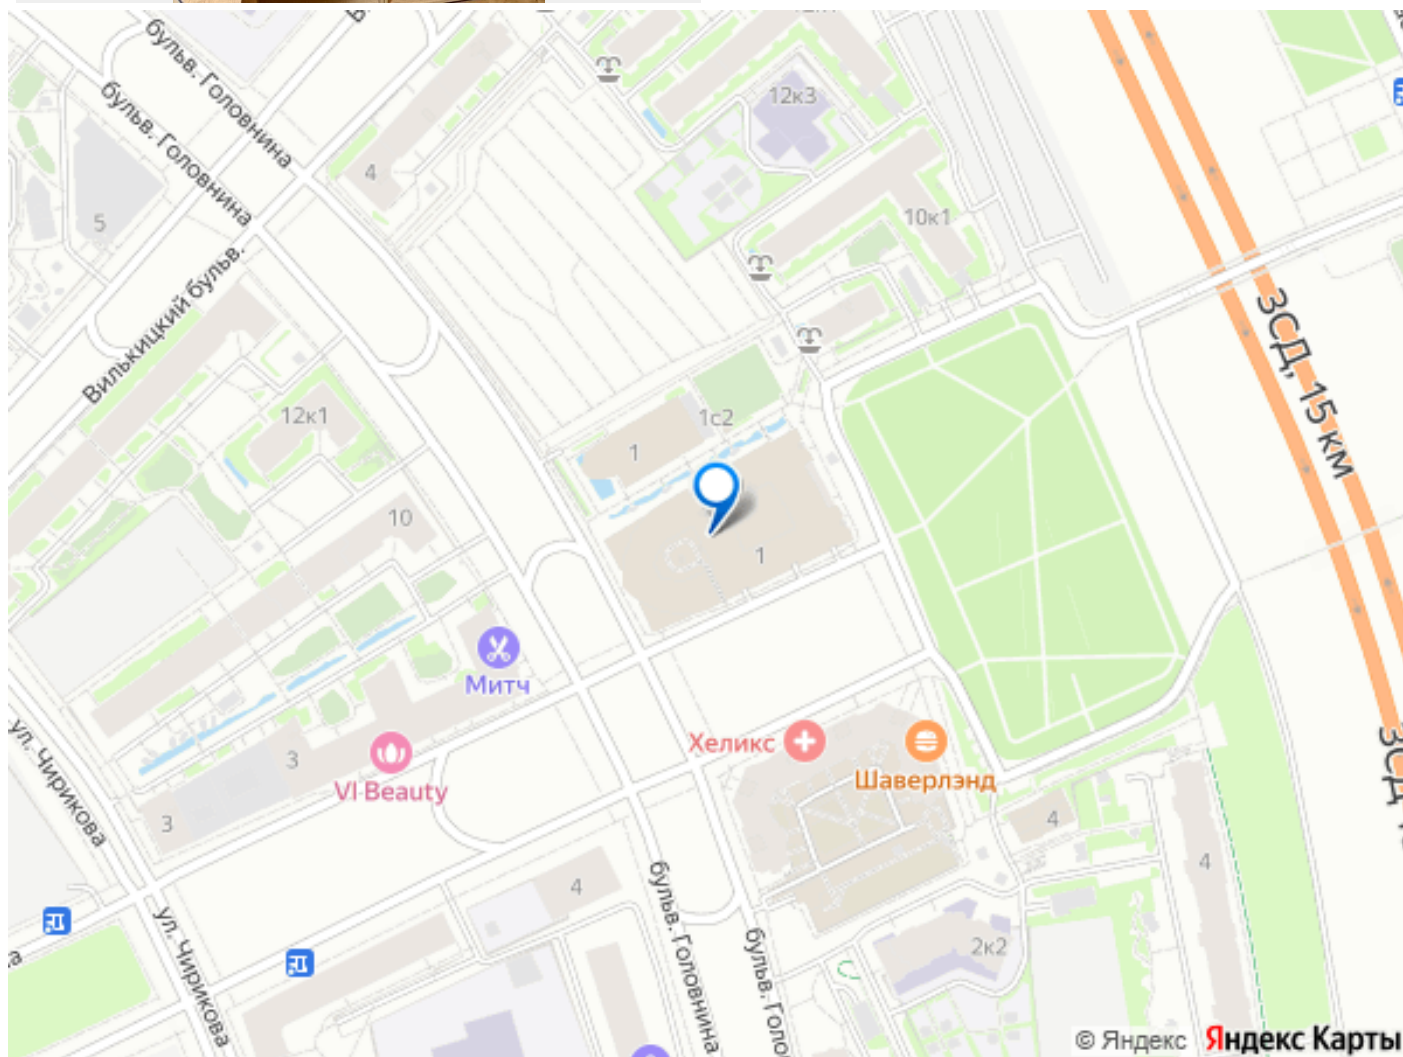 бульв. Головнина
бульв. Головнина
12к3
4
5
10к1
Вилькицкий бульв.
ЗСД, 15 км
12к1
1с2
1
10
1
Митч
ул. Чирикова
Хеликс
3
VI Beauty
Шаверлэнд
ЗСД
3
4
4
4
бульв. Головнина
ул. Чирикова
2к2
бульв. Голо
© Яндекс Яндекс Карты